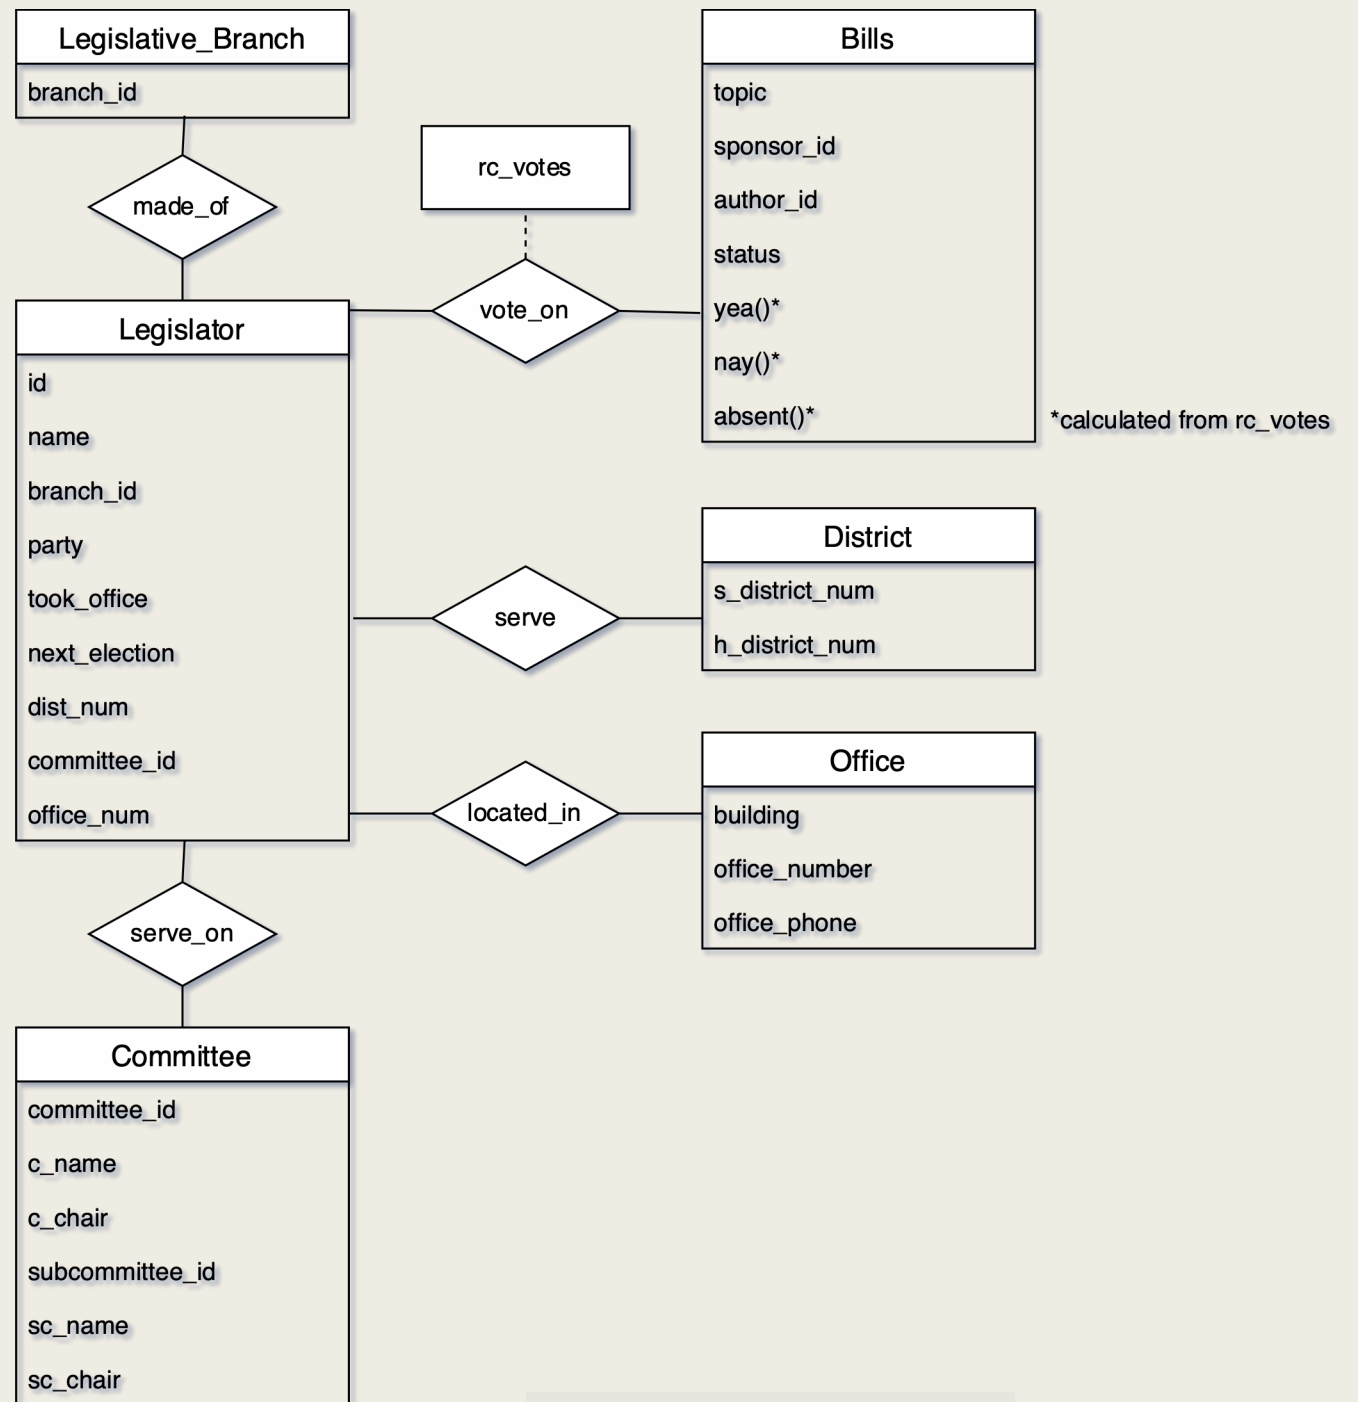 Legislative_Branch
branch_id
made_of
rc_votes
vote_on
Bills
topic
sponsor_id
author_id
status
yea()*
nay()*
absent()*
*calculated from rc_votes
Legislator
id
name
branch_id
party
took_office
next_election
dist_num
committee_id
office_num
serve
District
s_district_num
h_district_num
located_in
Office
building
office_number
office_phone
serve_on
Committee
committee_id
c_name
c_chair
subcommittee_id
sc_name
sc_chair